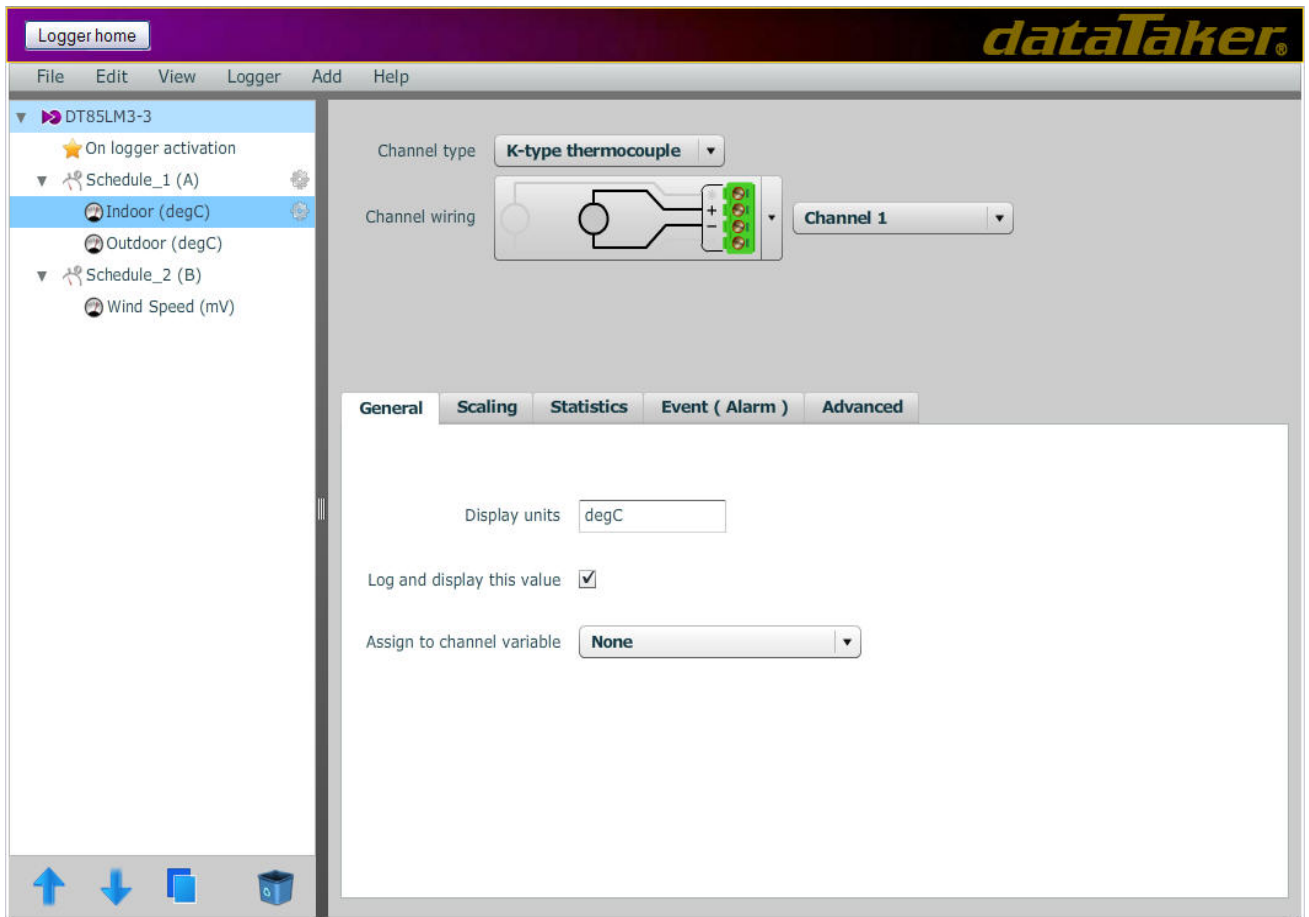 Logger home
dataTaker®
File Edit View Logger Add Help
DT85LM3-3
On logger activation
Schedule_1 (A)
Indoor (degC)
Outdoor (degC)
Schedule_2 (B)
Wind Speed (mV)
Channel type K-type thermocouple
Channel wiring + − Channel 1
General Scaling Statistics Event ( Alarm ) Advanced
Display units degC
Log and display this value
Assign to channel variable None